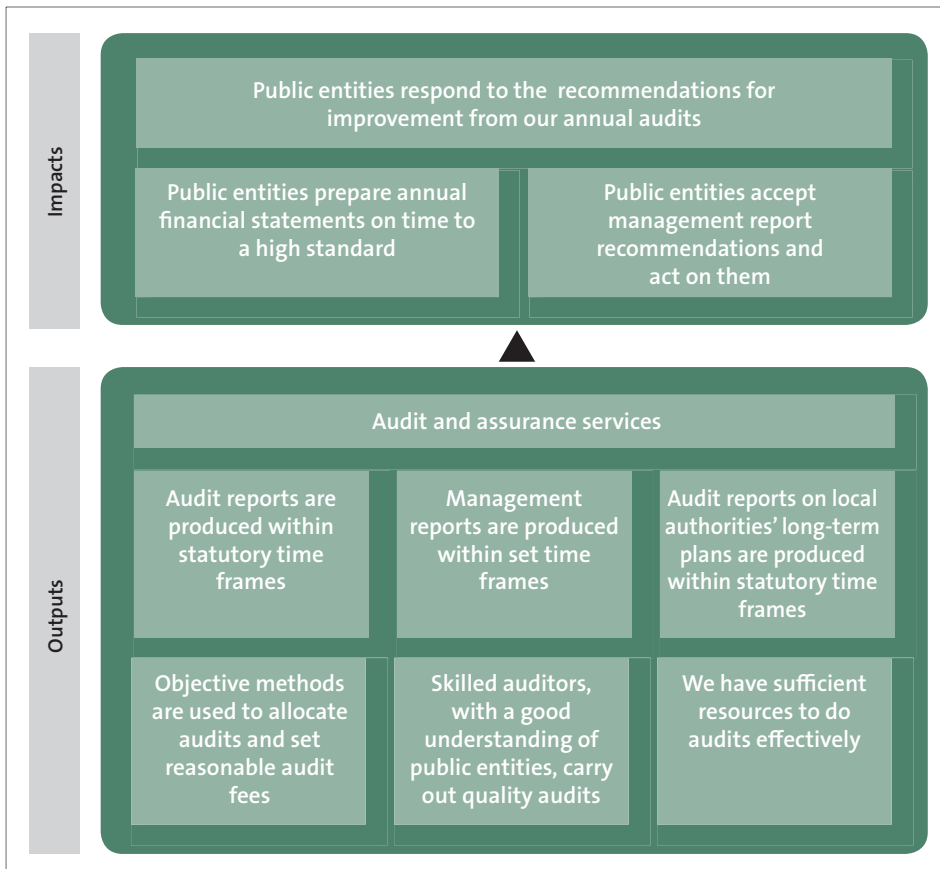 Impacts
Public entities respond to the recommendations for
improvement from our annual audits
Public entities prepare annual
financial statements on time to
a high standard
Public entities accept
management report
recommendations and
act on them
Outputs
Audit and assurance services
Audit reports are
produced within
statutory time
frames
Management
reports are produced
within set time
frames
Audit reports on local
authorities’ long-term
plans are produced
within statutory time
frames
Objective methods
are used to allocate
audits and set
reasonable audit
fees
Skilled auditors,
with a good
understanding of
public entities, carry
out quality audits
We have sufficient
resources to do
audits effectively